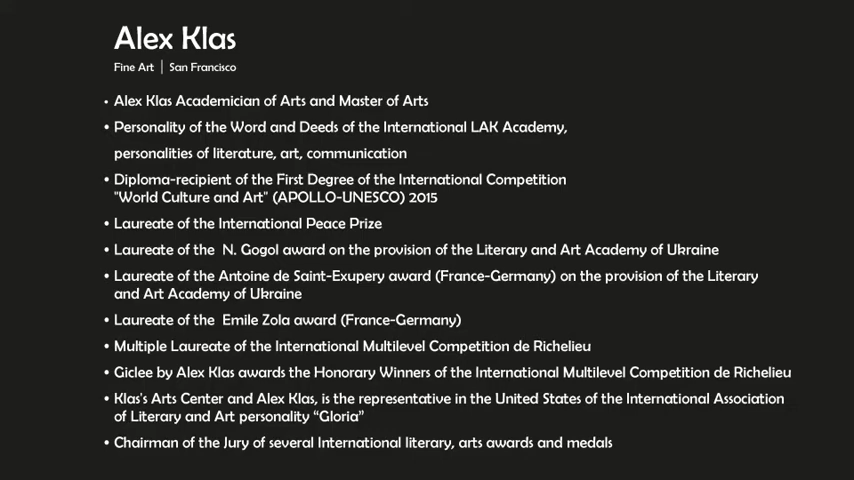 Alex Klas
Fine Art | San Francisco
• Alex Klas Academician of Arts and Master of Arts
• Personality of the Word and Deeds of the International LAK Academy,
personalities of literature, art, communication
• Diploma-recipient of the First Degree of the International Competition
"World Culture and Art" (APOLLO-UNESCO) 2015
• Laureate of the International Peace Prize
• Laureate of the  N. Gogol award on the provision of the Literary and Art Academy of Ukraine
• Laureate of the Antoine de Saint-Exupery award (France-Germany) on the provision of the Literary
and Art Academy of Ukraine
• Laureate of the  Emile Zola award (France-Germany)
• Multiple Laureate of the International Multilevel Competition de Richelieu
• Giclee by Alex Klas awards the Honorary Winners of the International Multilevel Competition de Richelieu
• Klas's Arts Center and Alex Klas, is the representative in the United States of the International Association
of Literary and Art personality “Gloria”
• Chairman of the Jury of several International literary, arts awards and medals